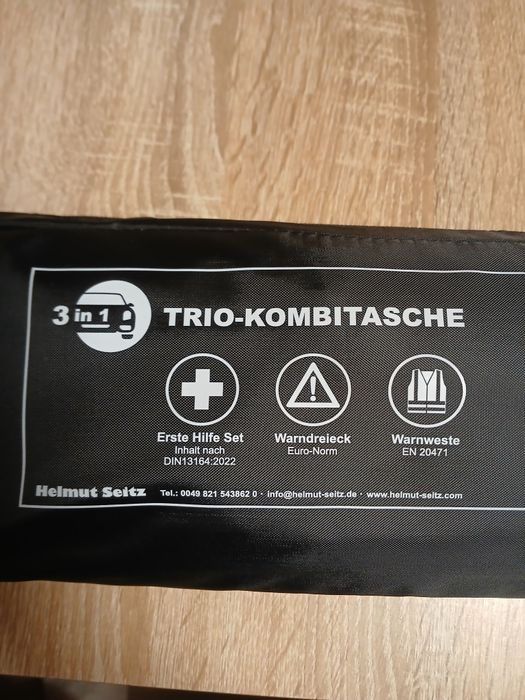 3 in 1
TRIO-KOMBITASCHE
Erste Hilfe Set
Inhalt nach
DIN13164:2022
Warndreieck
Euro-Norm
Warnweste
EN 20471
Helmut Seitz Tel.: 0049 821 543862 0 · info@helmut-seitz.de · www.helmut-seitz.com